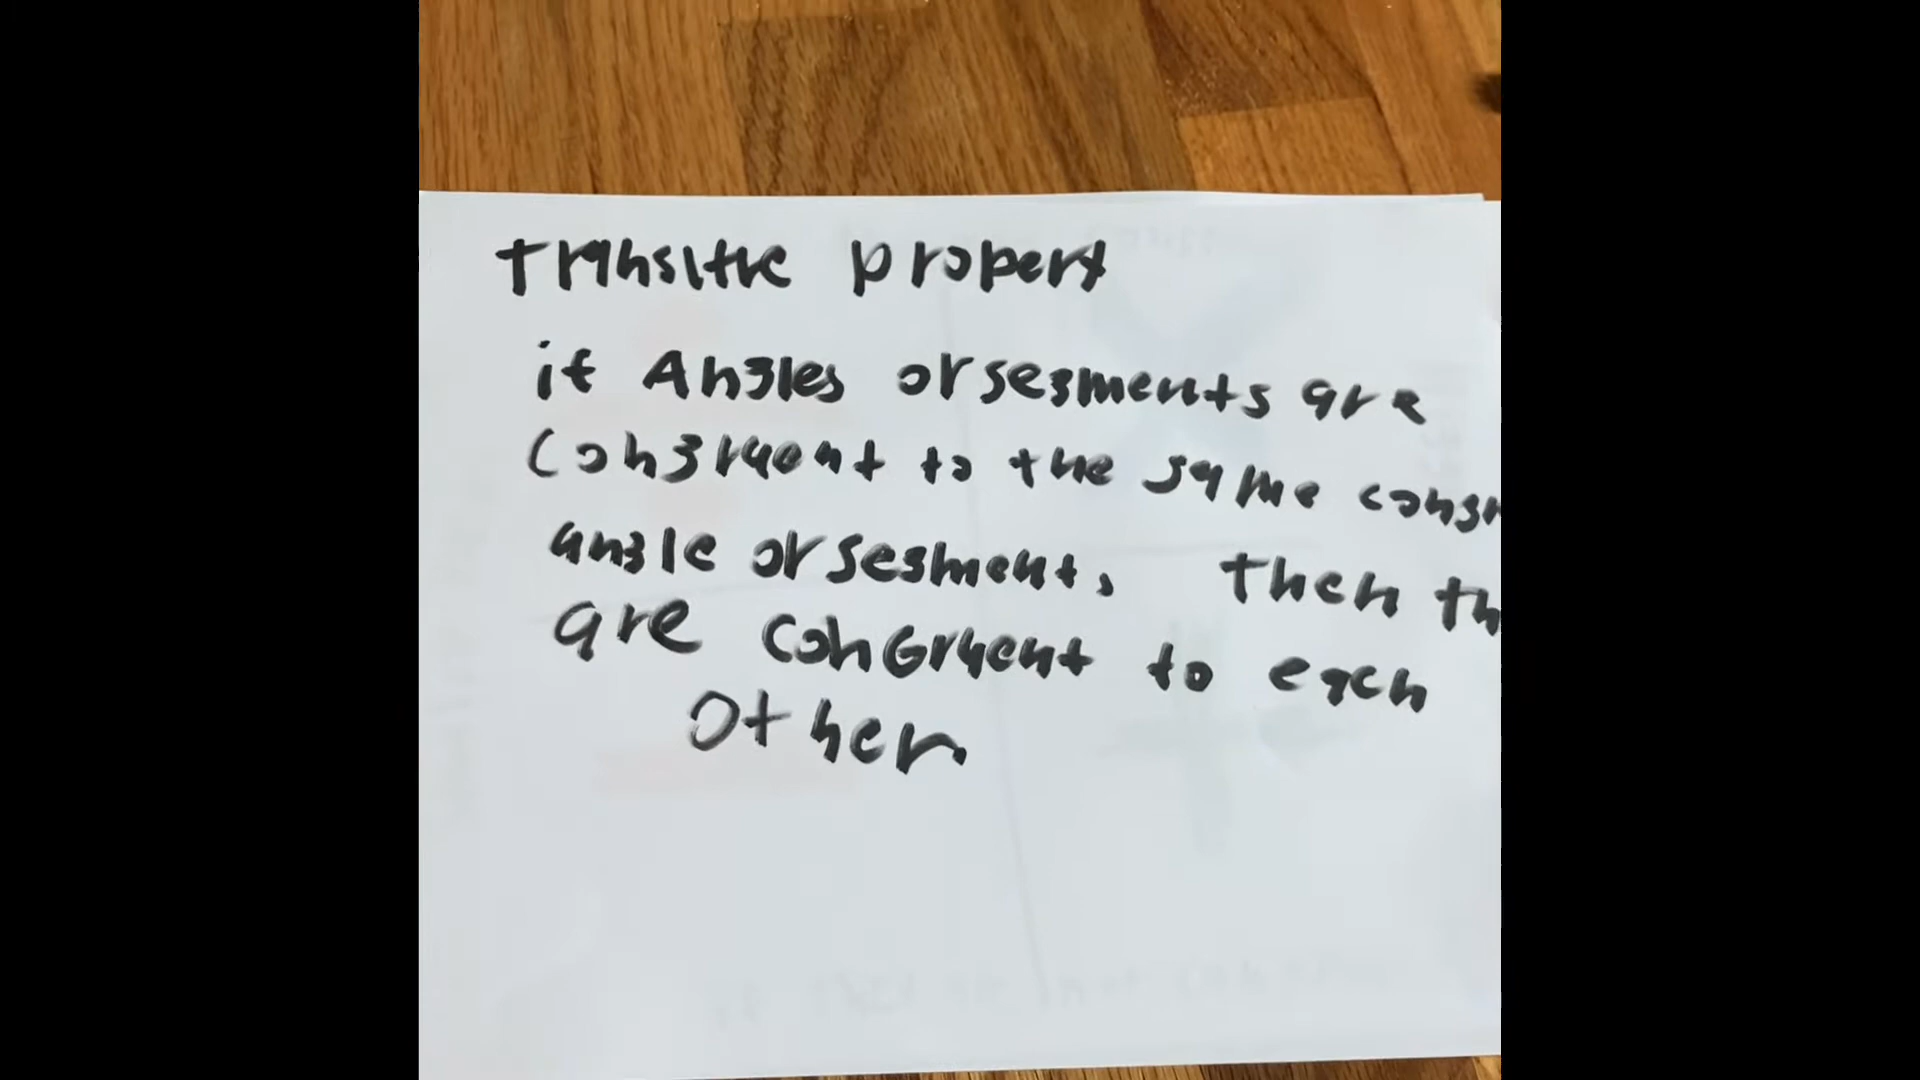 Transitive propert
if Angles or segments are
congruent to the same
angle or segment, then
are congruent to each
other.